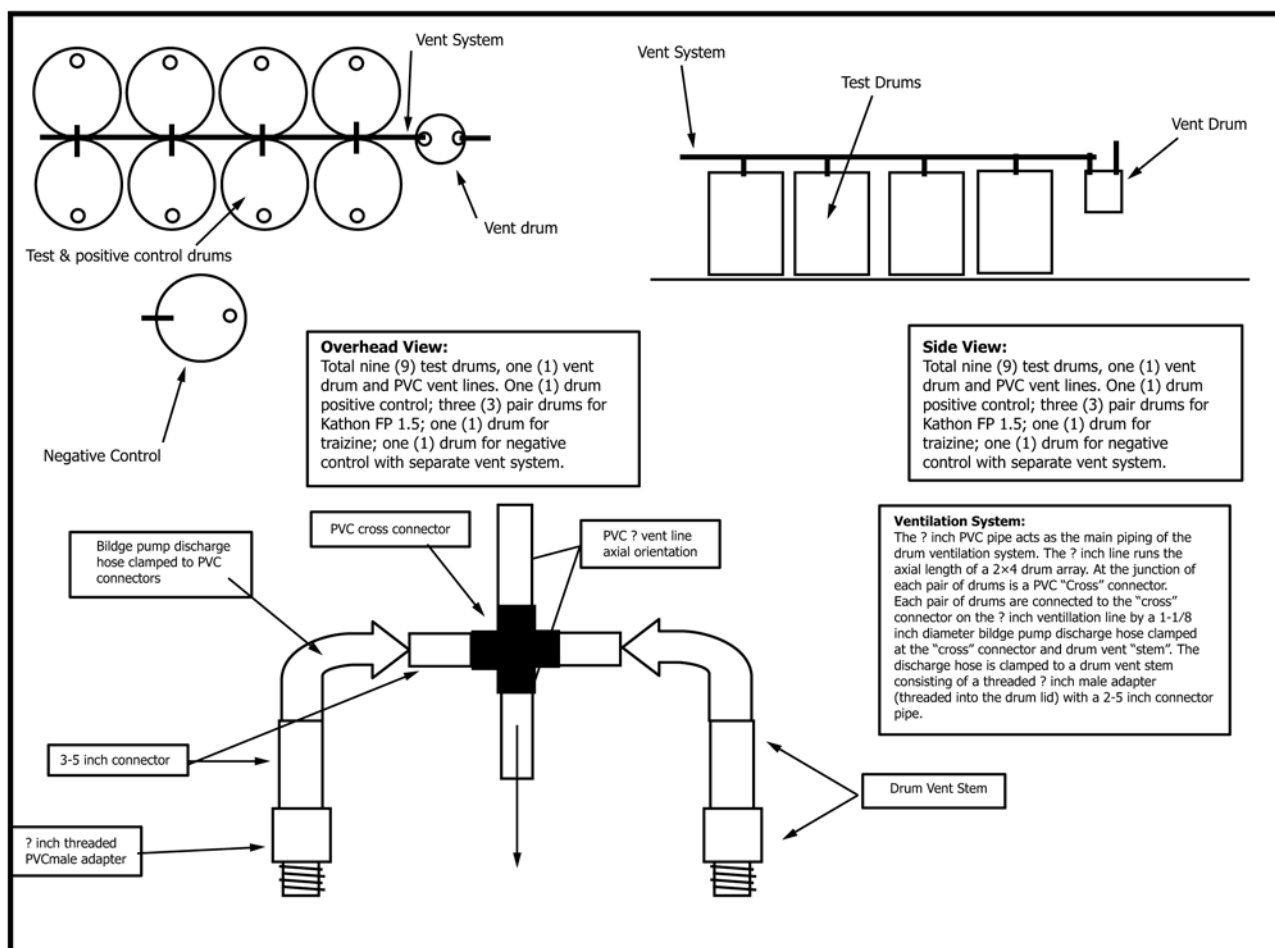 Vent System
Vent drum
Test & positive control drums
Negative Control
Vent System
Test Drums
Vent Drum
Overhead View:
Total nine (9) test drums, one (1) vent
drum and PVC vent lines. One (1) drum
positive control; three (3) pair drums for
Kathon FP 1.5; one (1) drum for
traizine; one (1) drum for negative
control with separate vent system.
Side View:
Total nine (9) test drums, one (1) vent
drum and PVC vent lines. One (1) drum
positive control; three (3) pair drums for
Kathon FP 1.5; one (1) drum for
traizine; one (1) drum for negative
control with separate vent system.
Bildge pump discharge
hose clamped to PVC
connectors
PVC cross connector
PVC ? vent line
axial orientation
Ventilation System:
The ? inch PVC pipe acts as the main piping of the
drum ventilation system. The ? inch line runs the
axial length of a 2×4 drum array. At the junction of
each pair of drums is a PVC “Cross” connector.
Each pair of drums are connected to the “cross”
connector on the ? inch ventillation line by a 1-1/8
inch diameter bildge pump discharge hose clamped
at the “cross” connector and drum vent “stem”. The
discharge hose is clamped to a drum vent stem
consisting of a threaded ? inch male adapter
(threaded into the drum lid) with a 2-5 inch connector
pipe.
3-5 inch connector
Drum Vent Stem
? inch threaded
PVCmale adapter